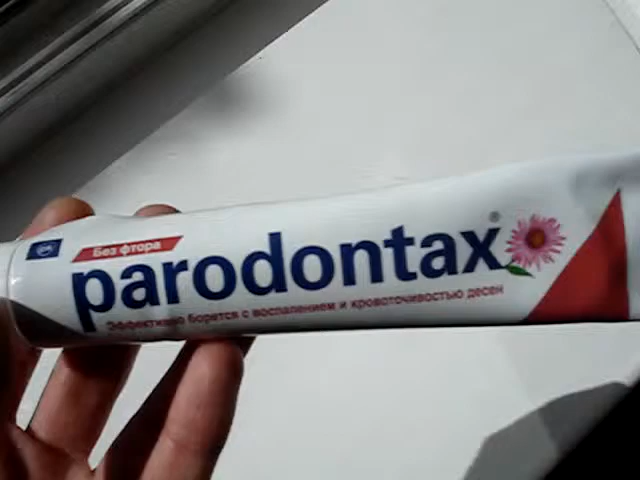 Без фтора
parodontax®
Эффективно борется с воспалением и кровоточивостью десен